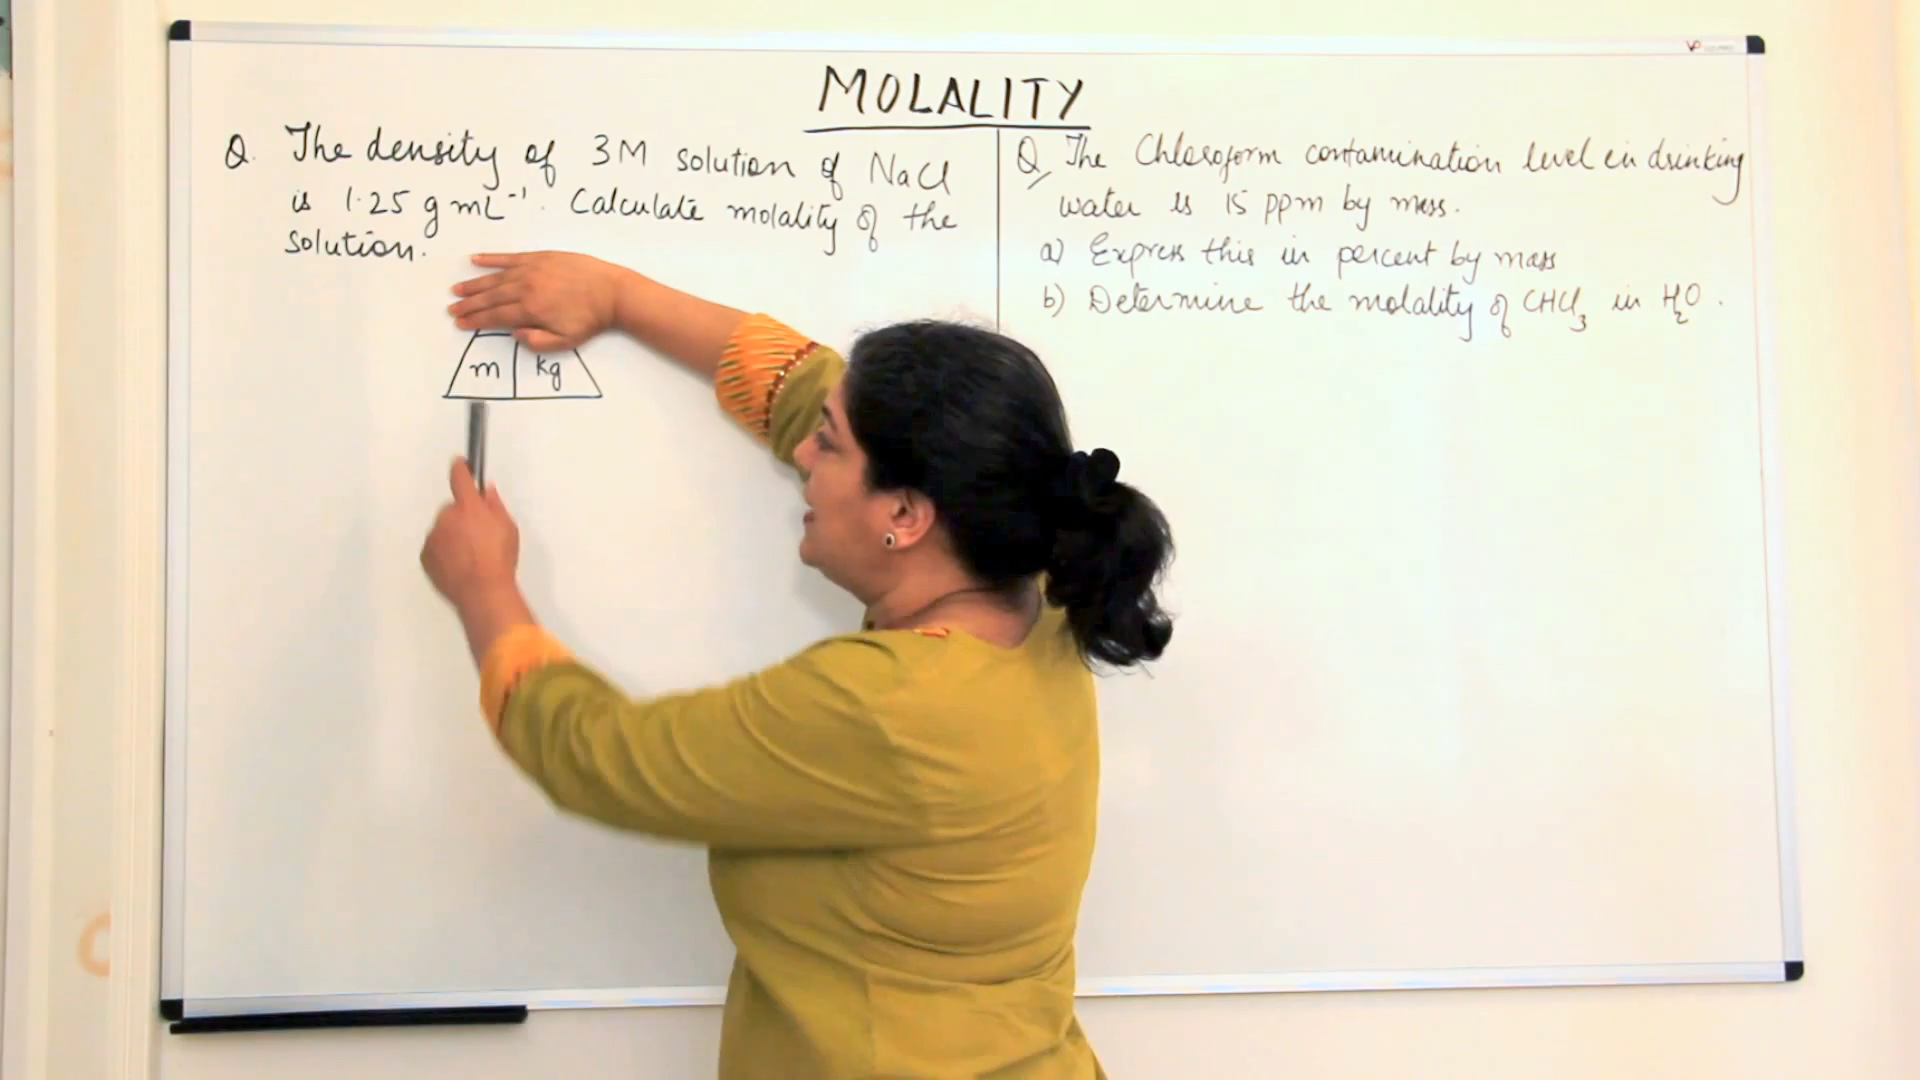 MOLALITY
Q. The density of 3M solution of NaCl
is 1.25 g mL⁻¹. Calculate molality of the
solution.
m kg
Q, The Chloroform contamination level in drinking
water is 15 ppm by mass.
a) Express this in percent by mass
b) Determine the molality of CHCl₃ in H₂O.